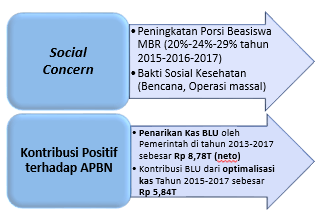 Social
Concern
•Peningkatan Porsi Beasiswa
MBR (20%-24%-29% tahun
2015-2016-2017)
•Bakti Sosial Kesehatan
(Bencana, Operasi massal)
Kontribusi Positif
terhadap APBN
• Penarikan Kas BLU oleh
Pemerintah di tahun 2013-2017
sebesar Rp 8,78T (neto)
• Kontribusi BLU dari optimalisasi
kas Tahun 2015-2017 sebesar
Rp 5,84T